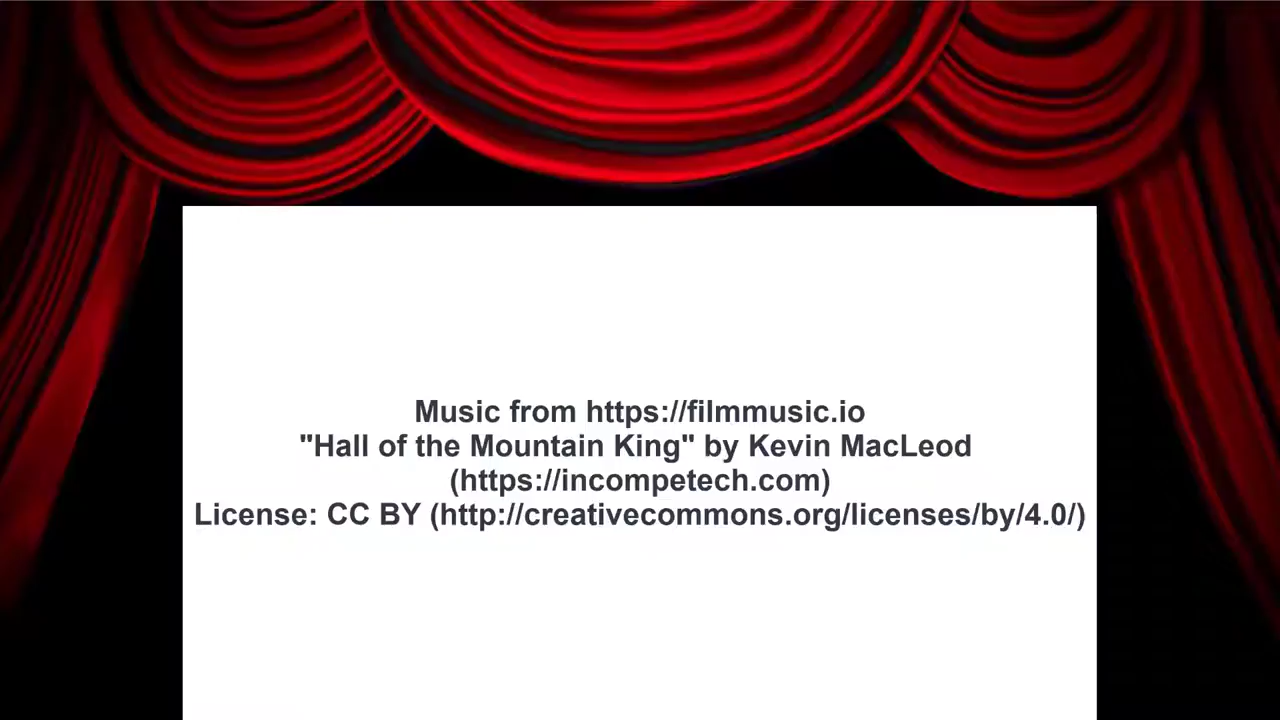 Music from https://filmmusic.io
"Hall of the Mountain King" by Kevin MacLeod
(https://incompetech.com)
License: CC BY (http://creativecommons.org/licenses/by/4.0/)